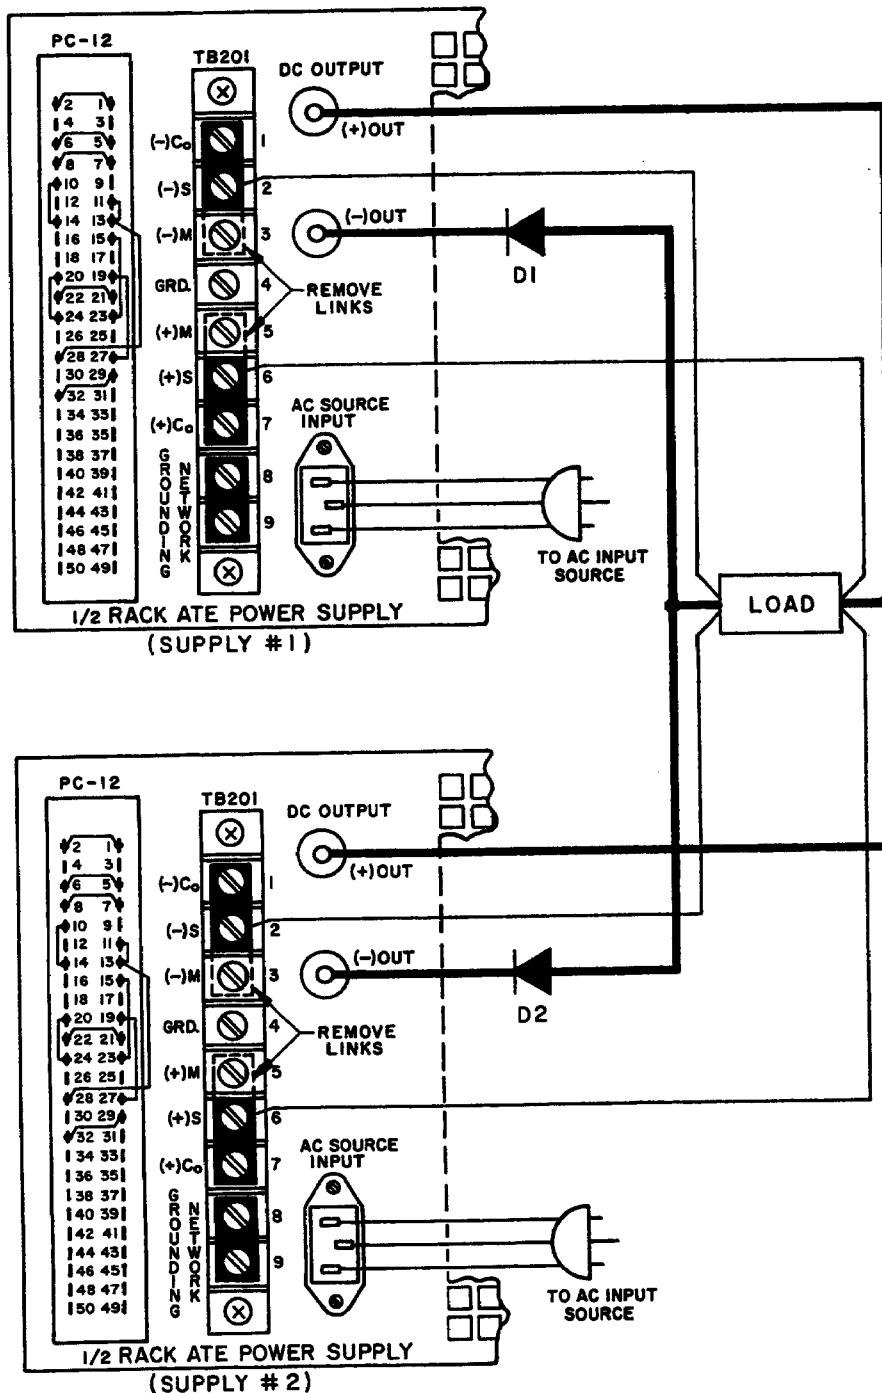 PC-12
TB201
DC OUTPUT
(+)OUT
2 1
4 3
6 5
8 7
10 9
12 11
14 13
16 15
18 17
20 19
22 21
24 23
26 25
28 27
30 29
32 31
34 33
36 35
38 37
40 39
42 41
44 43
46 45
48 47
50 49
(-)Co 1
(-)S 2
(-)M 3
GRD. 4
(+)M 5
(+)S 6
(+)Co 7
8
9
GROUNDING
NETWORK
(-)OUT
D1
REMOVE
LINKS
AC SOURCE
INPUT
TO AC INPUT
SOURCE
LOAD
1/2 RACK ATE POWER SUPPLY
(SUPPLY #1)
PC-12
TB201
DC OUTPUT
(+)OUT
2 1
4 3
6 5
8 7
10 9
12 11
14 13
16 15
18 17
20 19
22 21
24 23
26 25
28 27
30 29
32 31
34 33
36 35
38 37
40 39
42 41
44 43
46 45
48 47
50 49
(-)Co 1
(-)S 2
(-)M 3
GRD. 4
(+)M 5
(+)S 6
(+)Co 7
8
9
GROUNDING
NETWORK
(-)OUT
D2
REMOVE
LINKS
AC SOURCE
INPUT
TO AC INPUT
SOURCE
1/2 RACK ATE POWER SUPPLY
(SUPPLY #2)